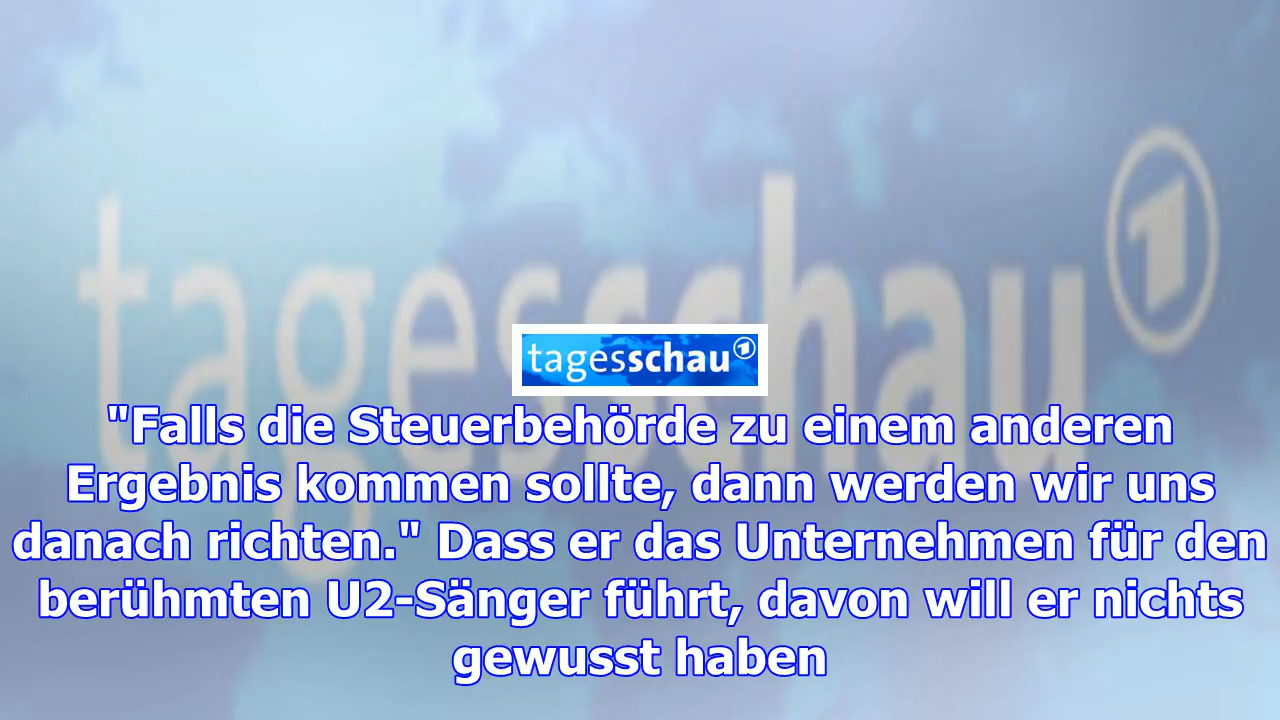 tagesschau
tagesschau
"Falls die Steuerbehörde zu einem anderen
Ergebnis kommen sollte, dann werden wir uns
danach richten." Dass er das Unternehmen für den
berühmten U2-Sänger führt, davon will er nichts
gewusst haben